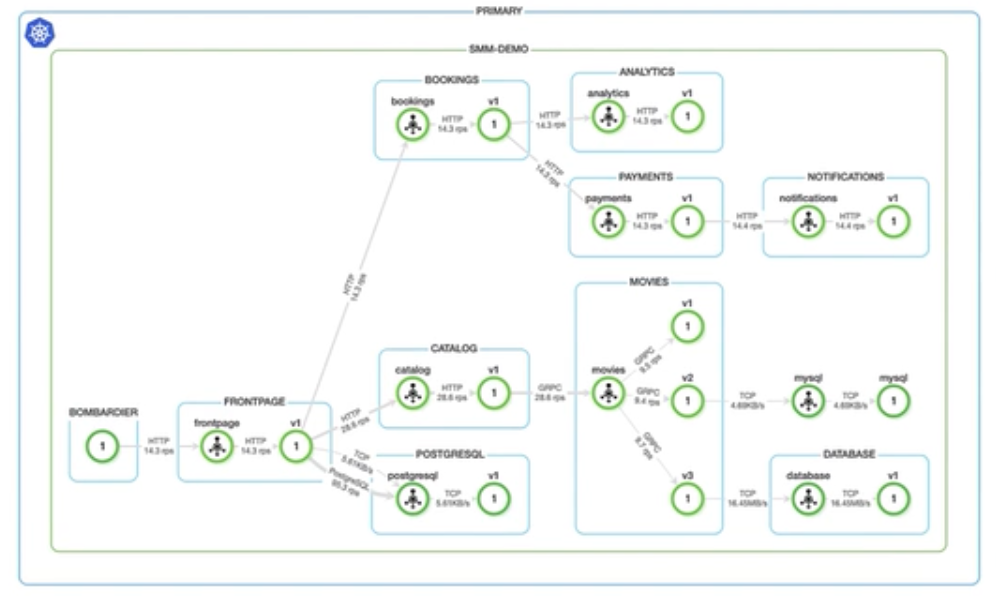 PRIMARY
SMM-DEMO
BOOKINGS
bookings
HTTP
14.3 rps
v1
1
HTTP
14.3 rps
HTTP
14.3 rps
ANALYTICS
analytics
HTTP
14.3 rps
v1
1
PAYMENTS
payments
HTTP
14.3 rps
v1
1
HTTP
14.4 rps
NOTIFICATIONS
notifications
HTTP
14.4 rps
v1
1
HTTP
14.3 rps
BOMBARDIER
1
HTTP
14.3 rps
FRONTPAGE
frontpage
HTTP
14.3 rps
v1
1
HTTP
28.6 rps
TCP
5.61KB/s
PostgreSQL
CATALOG
catalog
HTTP
28.6 rps
v1
1
GRPC
28.6 rps
POSTGRESQL
postgresql
TCP
5.61KB/s
v1
1
MOVIES
movies
GRPC
9.5 rps
v1
1
GRPC
9.4 rps
v2
1
GRPC
9.7 rps
v3
1
TCP
4.69KB/s
mysql
TCP
4.69KB/s
mysql
1
TCP
16.45MB/s
DATABASE
database
TCP
16.45MB/s
v1
1